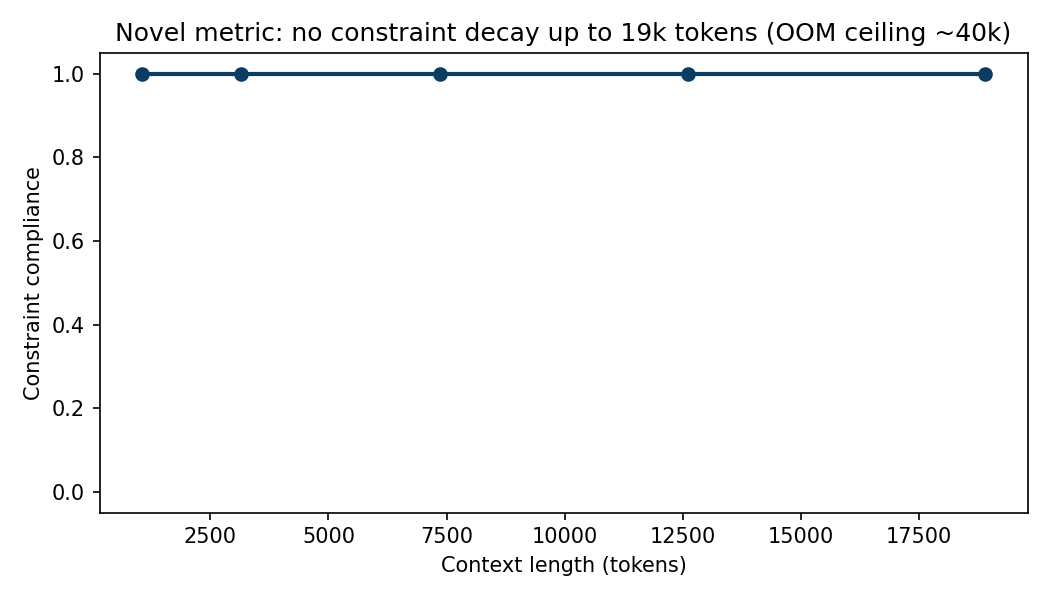 Novel metric: no constraint decay up to 19k tokens (OOM ceiling ~40k)
Constraint compliance
1.0
0.8
0.6
0.4
0.2
0.0
2500 5000 7500 10000 12500 15000 17500
Context length (tokens)